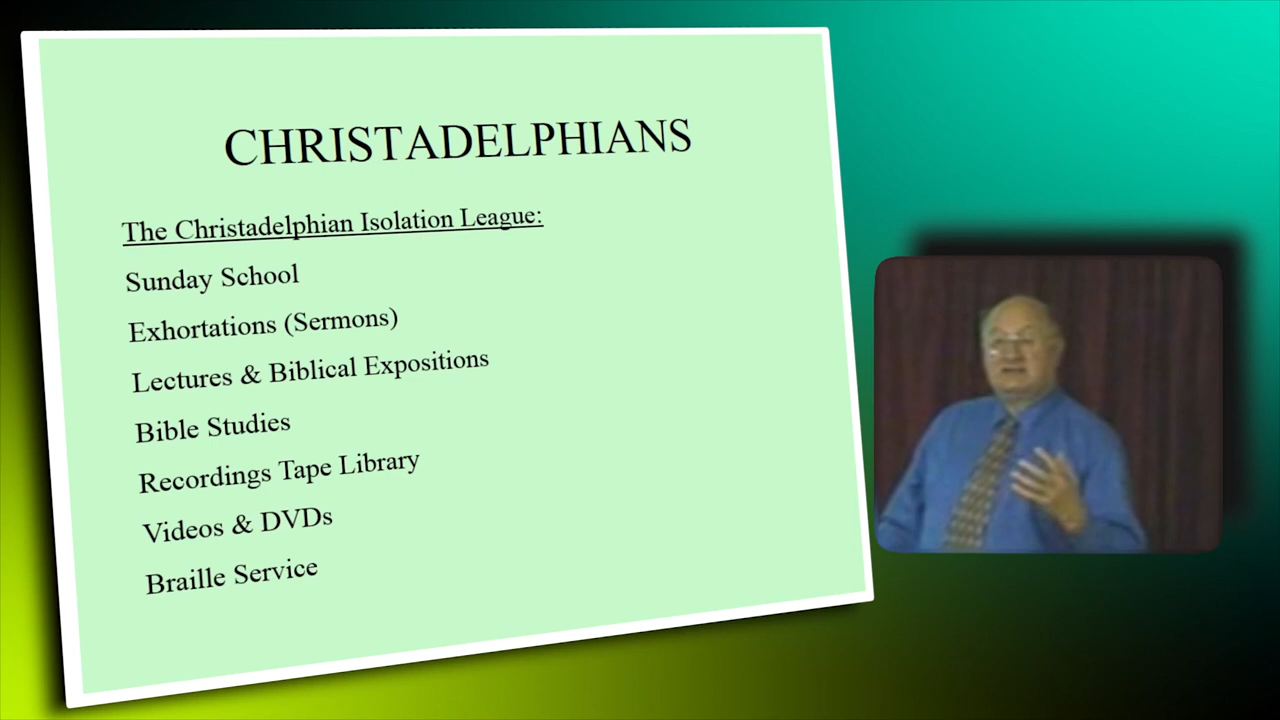 CHRISTADELPHIANS
The Christadelphian Isolation League:
Sunday School
Exhortations (Sermons)
Lectures & Biblical Expositions
Bible Studies
Recordings Tape Library
Videos & DVDs
Braille Service